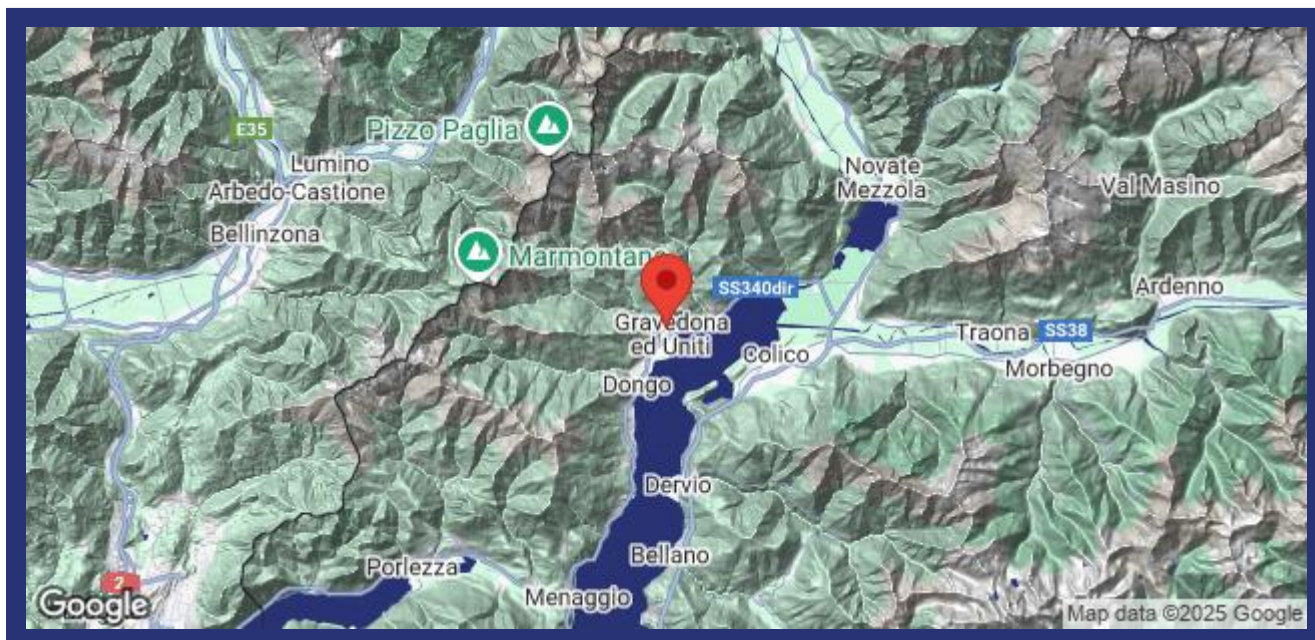 E35
Pizzo Paglia
Lumino
Arbedo-Castione
Bellinzona
Novate
Mezzola
Val Masino
SS340dir
Ardenno
Gravedona
ed Uniti
Colico
Traona
SS38
Morbegno
Dongo
Dervio
Bellano
Porlezza
Menaggio
2
Google
Map data ©2025 Google